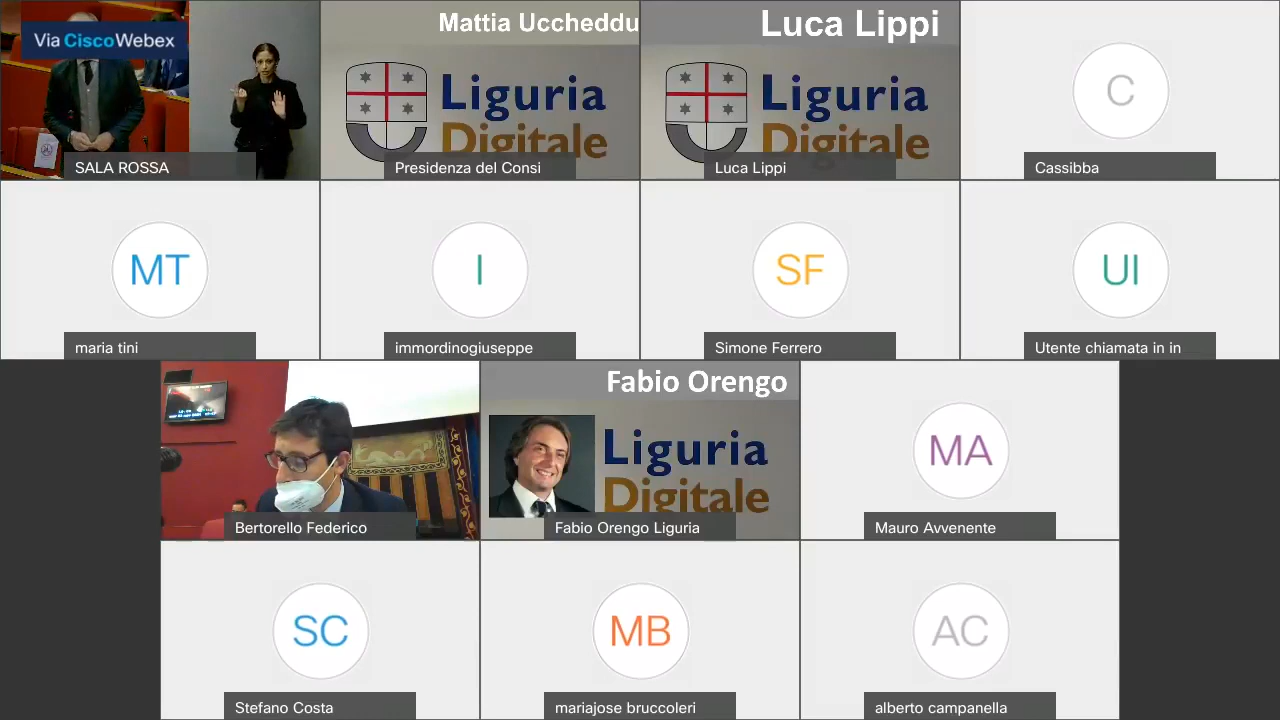 Via Cisco Webex
SALA ROSSA
Mattia Uccheddu
Liguria
Digitale
Presidenza del Consi
Luca Lippi
Liguria
Digitale
Luca Lippi
C
Cassibba
MT
maria tini
I
immordinogiuseppe
SF
Simone Ferrero
UI
Utente chiamata in in
Bertorello Federico
Fabio Orengo
Liguria
Digitale
Fabio Orengo Liguria
MA
Mauro Avvenente
SC
Stefano Costa
MB
mariajose bruccoleri
AC
alberto campanella